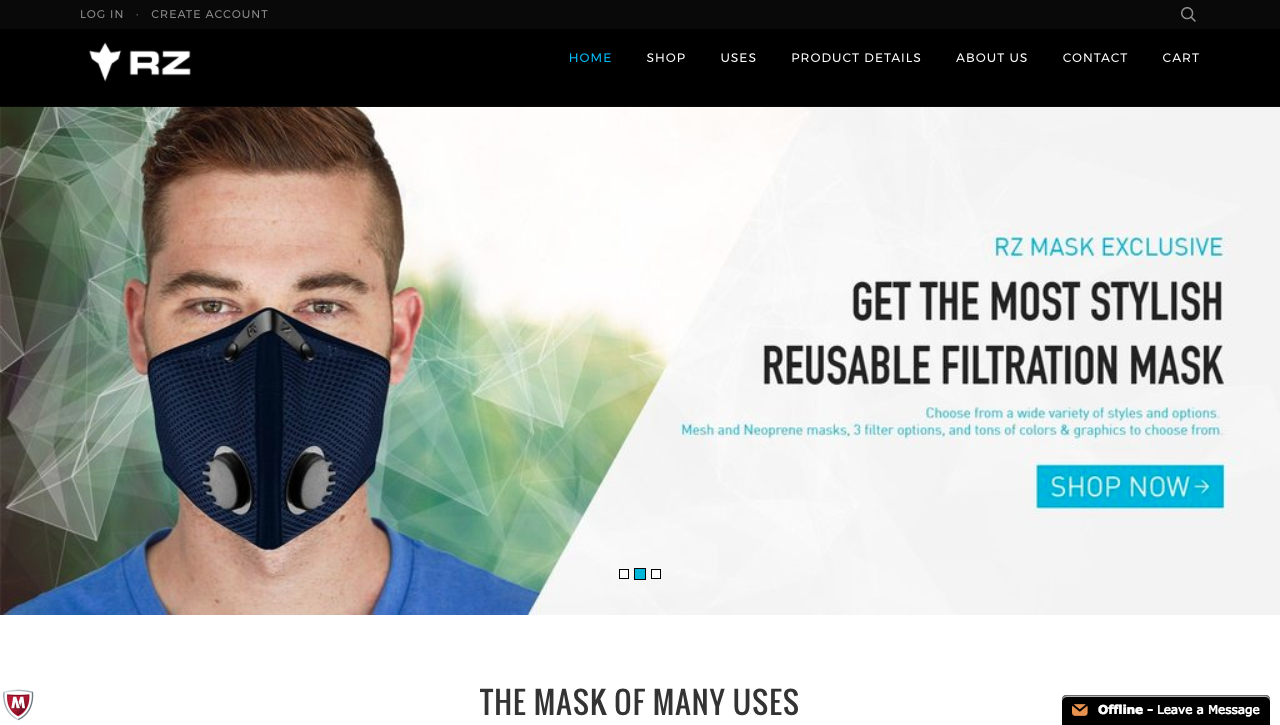 LOG IN · CREATE ACCOUNT
RZ
HOME SHOP USES PRODUCT DETAILS ABOUT US CONTACT CART
RZ MASK EXCLUSIVE
GET THE MOST STYLISH
REUSABLE FILTRATION MASK
Choose from a wide variety of styles and options.
Mesh and Neoprene masks, 3 filter options, and tons of colors & graphics to choose from.
SHOP NOW→
THE MASK OF MANY USES
M
Offline - Leave a Message